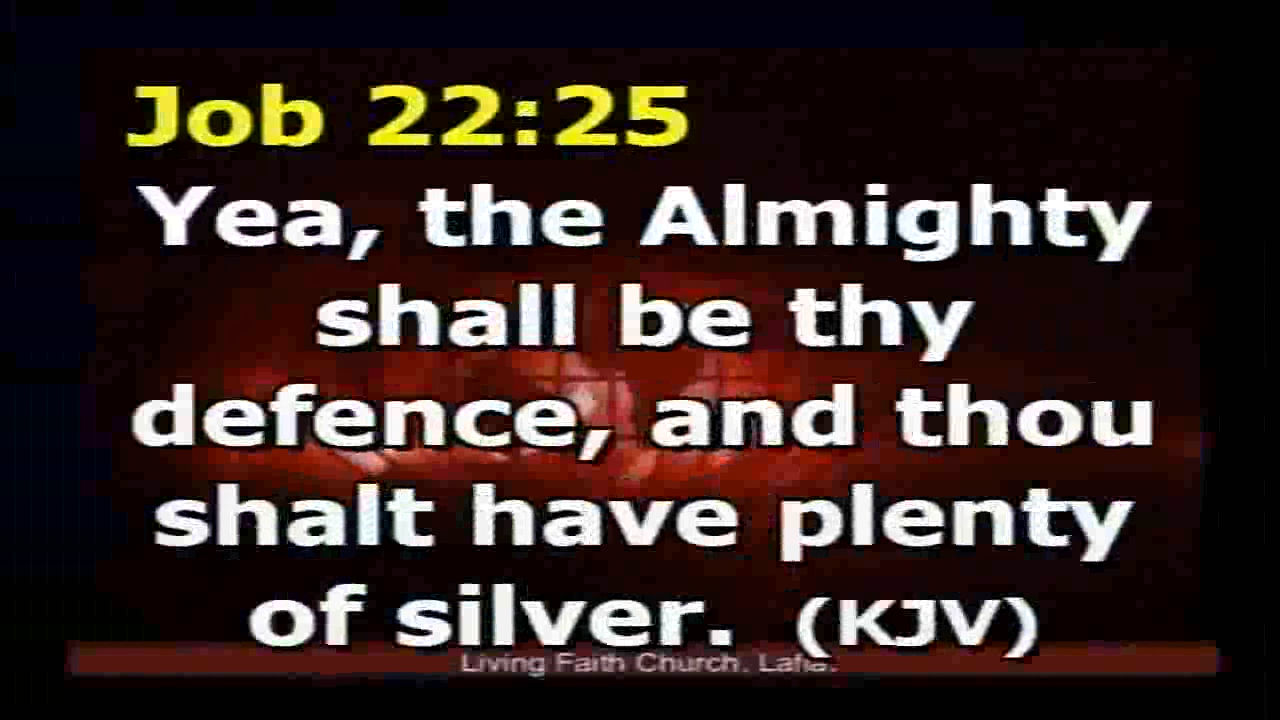 Job 22:25
Yea, the Almighty
shall be thy
defence, and thou
shalt have plenty
of silver. (KJV)
Living Faith Church. Lafia.